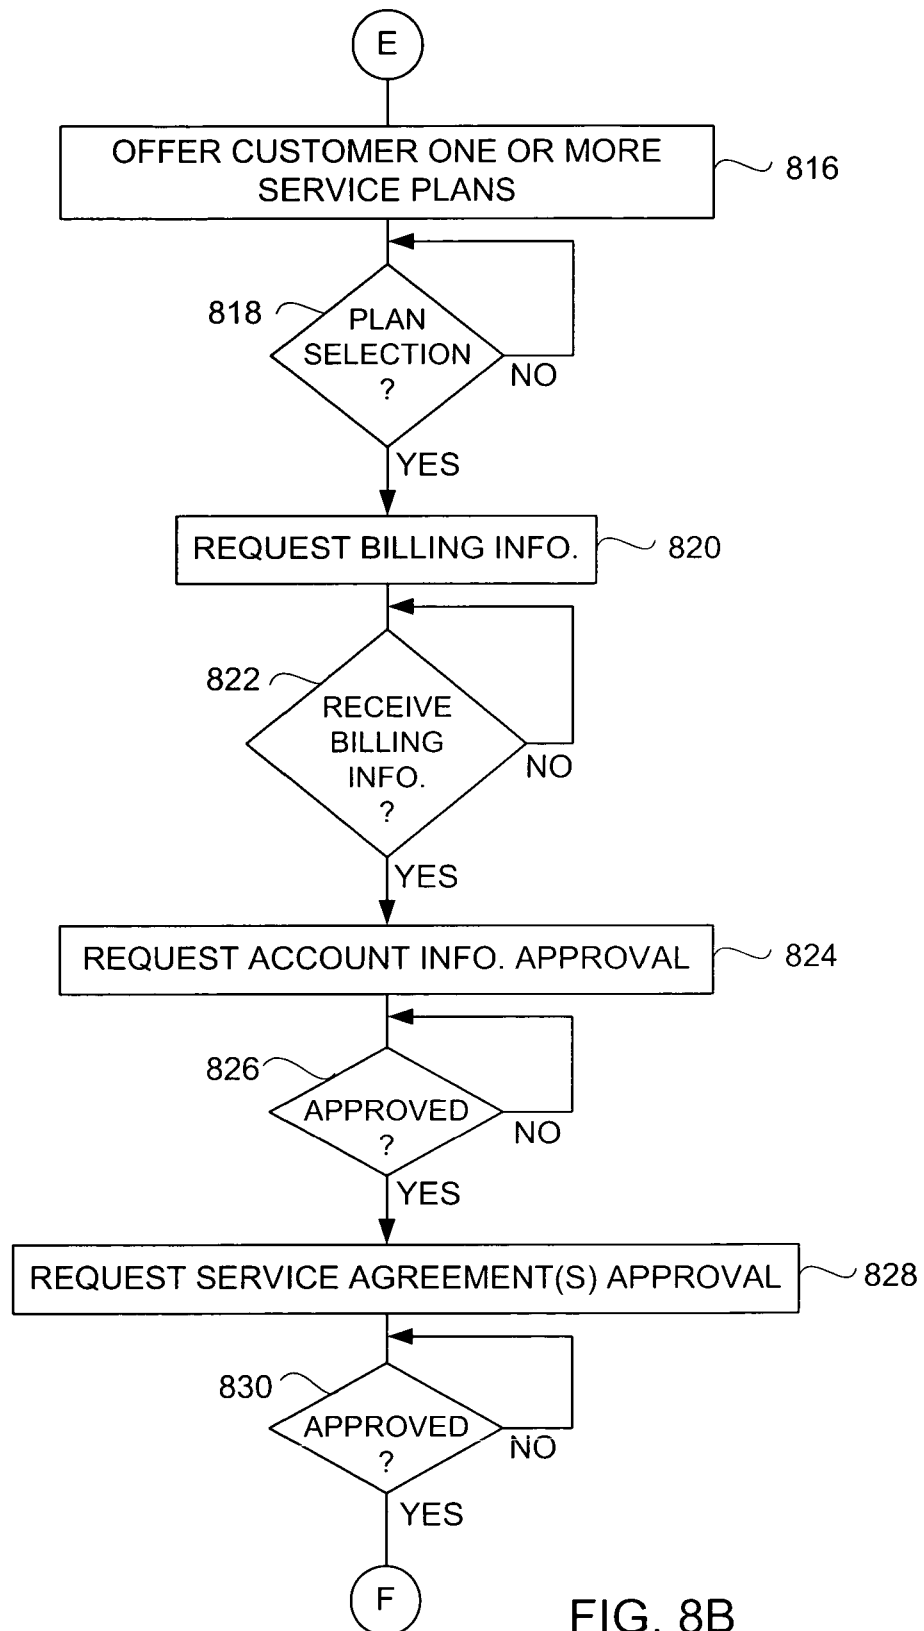 E
OFFER CUSTOMER ONE OR MORE
SERVICE PLANS
816
818
PLAN
SELECTION
?
NO
YES
REQUEST BILLING INFO.
820
822
RECEIVE
BILLING
INFO.
?
NO
YES
REQUEST ACCOUNT INFO. APPROVAL
824
826
APPROVED
?
NO
YES
REQUEST SERVICE AGREEMENT(S) APPROVAL
828
830
APPROVED
?
NO
YES
F
FIG. 8B